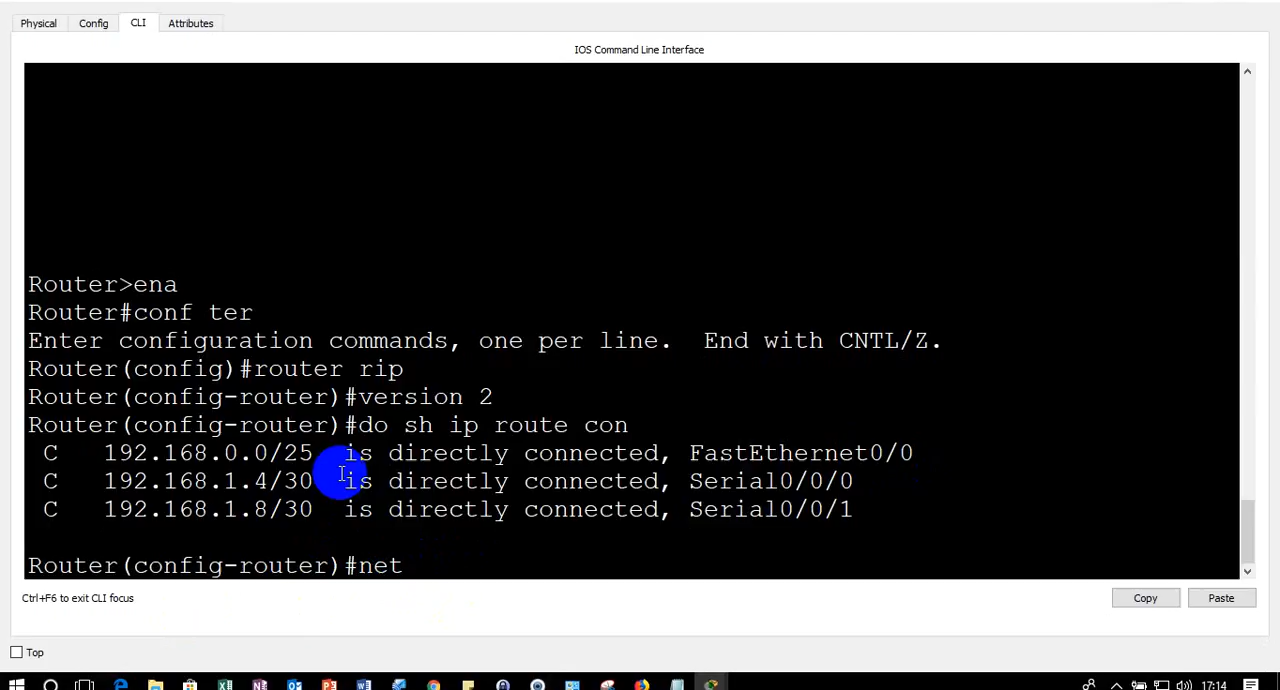 Physical Config CLI Attributes
IOS Command Line Interface
Router>ena
Router#conf ter
Enter configuration commands, one per line.  End with CNTL/Z.
Router(config)#router rip
Router(config-router)#version 2
Router(config-router)#do sh ip route con
 C   192.168.0.0/25  is directly connected, FastEthernet0/0
 C   192.168.1.4/30  is directly connected, Serial0/0/0
 C   192.168.1.8/30  is directly connected, Serial0/0/1
Router(config-router)#net
Ctrl+F6 to exit CLI focus
Copy Paste
Top
17:14